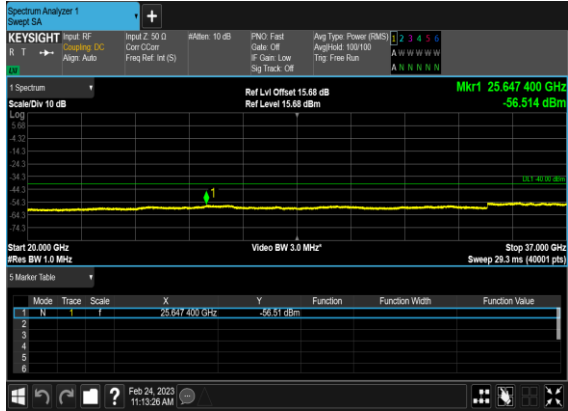 Spectrum Analyzer 1
Swept SA
+
KEYSIGHT Input: RF Input Z: 50 Ω #Atten: 10 dB PNO: Fast Avg Type: Power (RMS) 1 2 3 4 5 6
R T Coupling: DC Corr CCorr Gate: Off Avg|Hold: 100/100 A W W W W W
Align: Auto Freq Ref: Int (S) IF Gain: Low Trig: Free Run
Sig Track: Off A N N N N N
1 Spectrum
Ref Lvl Offset 15.68 dB Mkr1 25.647 400 GHz
Scale/Div 10 dB Ref Level 15.68 dBm -56.514 dBm
Log
5.68
-4.32
-14.3
-24.3
-34.3
DL1 -40.00 dBm
-44.3
1
-54.3
-64.3
-74.3
Start 20.000 GHz Video BW 3.0 MHz* Stop 37.000 GHz
#Res BW 1.0 MHz Sweep 29.3 ms (40001 pts)
5 Marker Table
Mode Trace Scale X Y Function Function Width Function Value
1 N 1 f 25.647 400 GHz -56.51 dBm
2
3
4
5
6
? Feb 24, 2023
11:13:26 AM